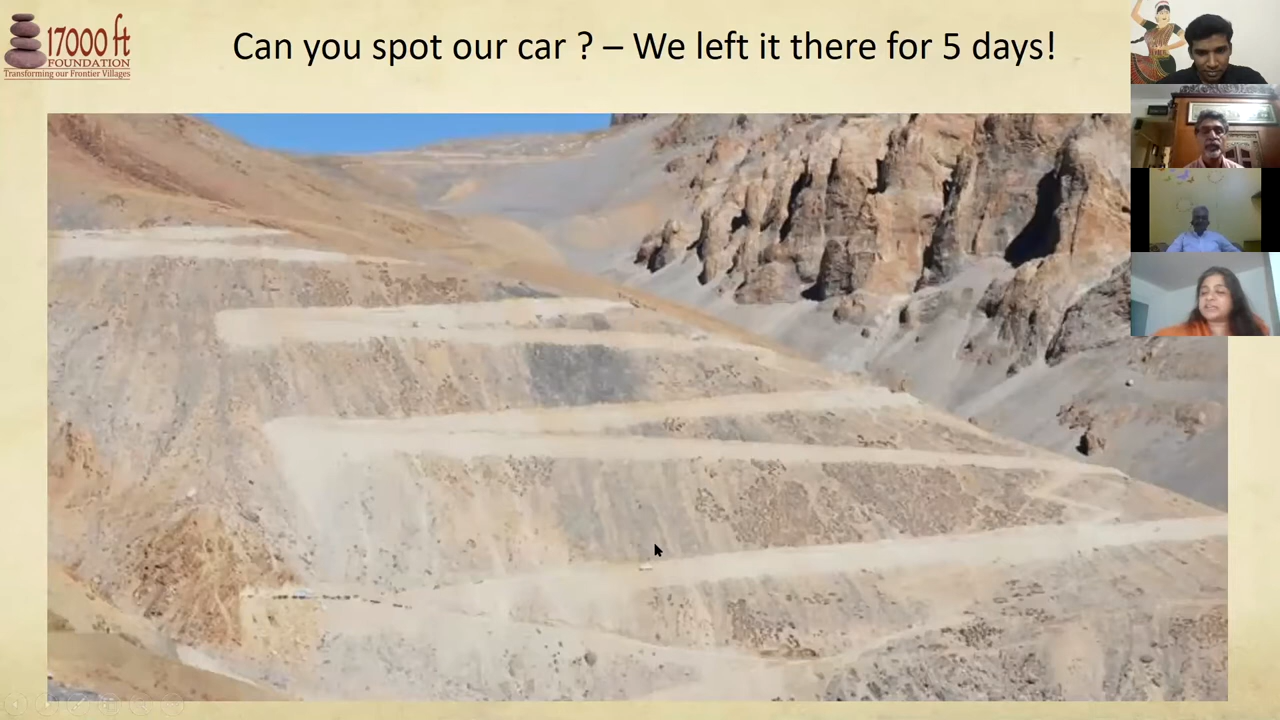 17000 ft
FOUNDATION
Transforming our Frontier Villages
Can you spot our car ? – We left it there for 5 days!